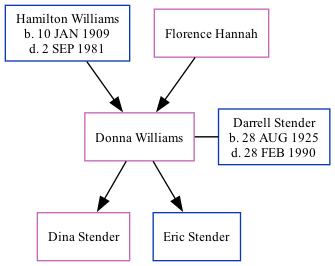 Hamilton Williams
b. 10 JAN 1909
d. 2 SEP 1981
Florence Hannah
Donna Williams
Darrell Stender
b. 28 AUG 1925
d. 28 FEB 1990
Dina Stender
Eric Stender